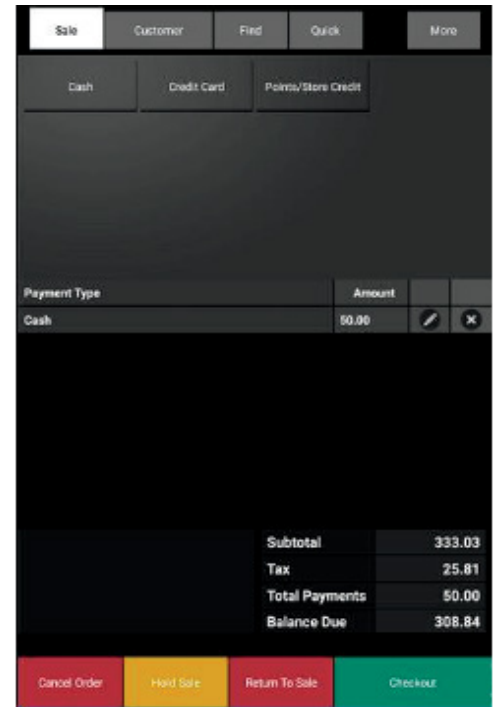 Sale Customer Find Quick More
Cash Credit Card Points/Store Credit
Payment Type Amount
Cash 50.00
Subtotal 333.03
Tax 25.81
Total Payments 50.00
Balance Due 308.84
Cancel Order Hold Sale Return To Sale Checkout